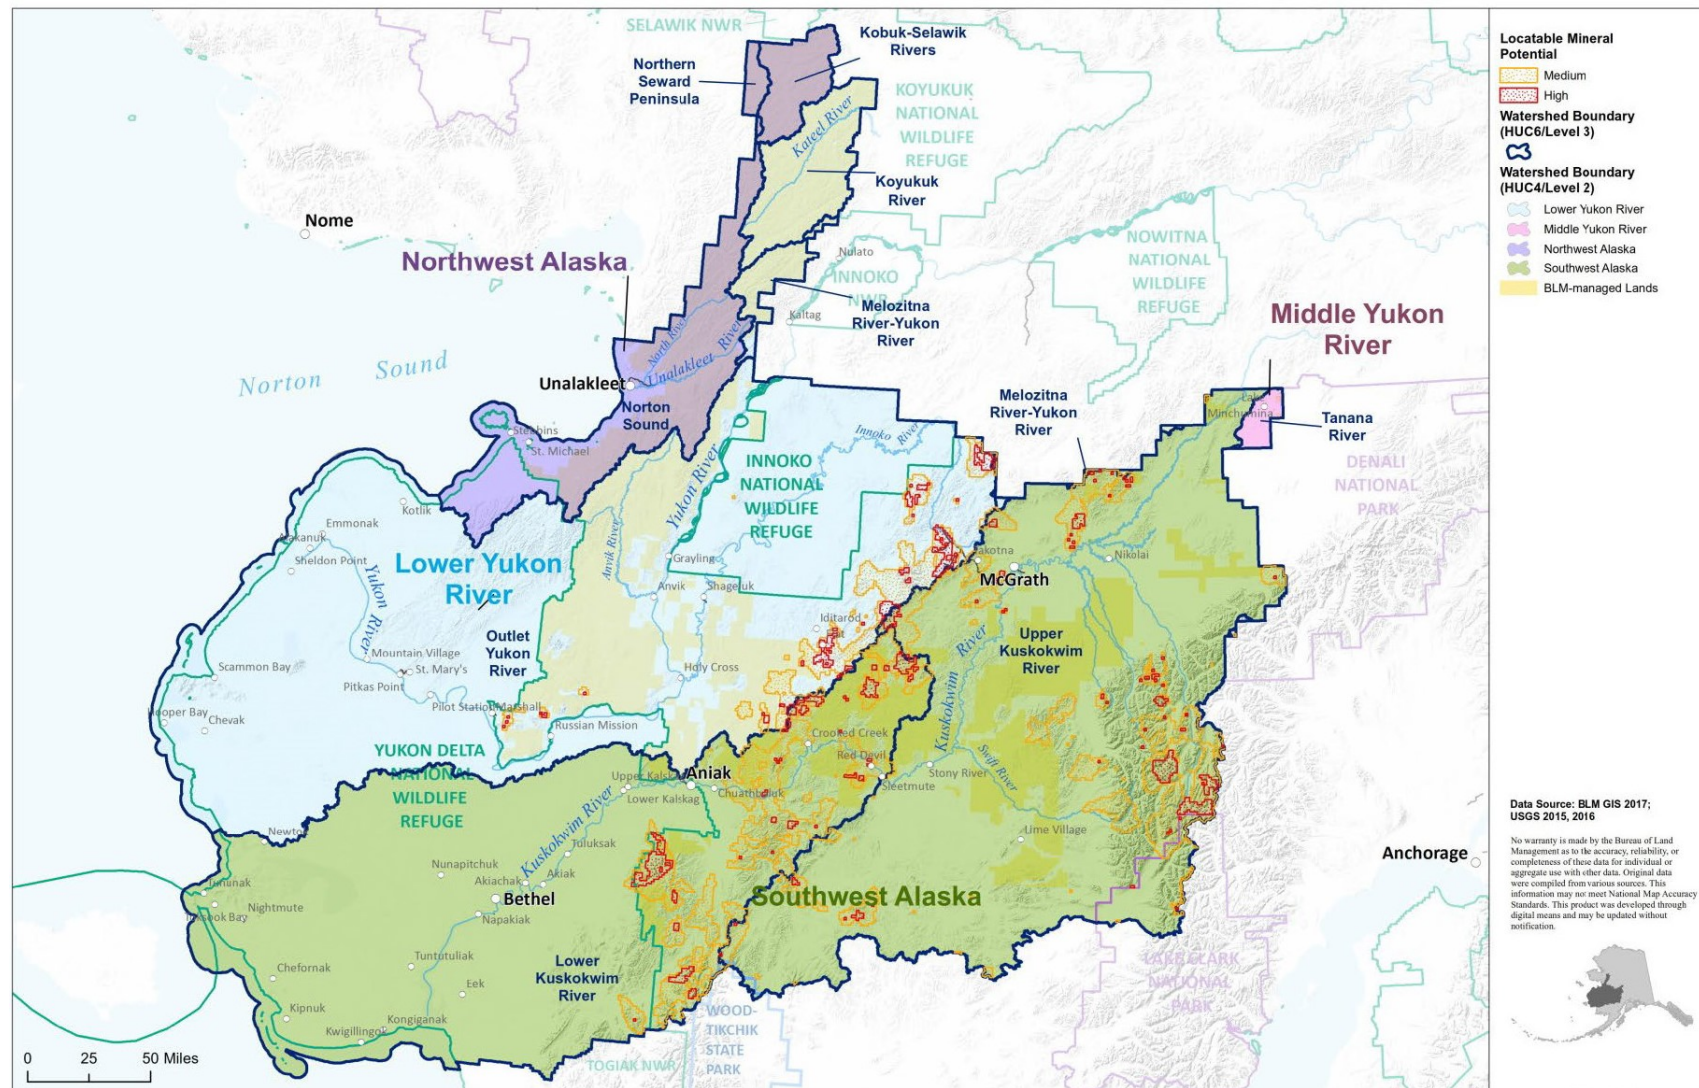 SELAWIK NWR
Kobuk-Selawik
Rivers
Northern
Seward
Peninsula
KOYUKUK
NATIONAL
WILDLIFE
REFUGE
Kateel River
Koyukuk
River
Nome
Northwest Alaska
Nulato
INNOKO
NWR
Kaltag
NOWITNA
NATIONAL
WILDLIFE
REFUGE
Melozitna
River-Yukon
River
Middle Yukon
River
Norton Sound
North River
Unalakleet River
Unalakleet
Norton
Sound
Stebbins
St. Michael
Melozitna
River-Yukon
River
Lake
Minchumina
Tanana
River
DENALI
NATIONAL
PARK
Innoko River
INNOKO
NATIONAL
WILDLIFE
REFUGE
Yukon River
Anvik River
Kotlik
Emmonak
Alakanuk
Sheldon Point
Yukon
River
Lower Yukon
River
Grayling
Anvik
Shageluk
Takotna
McGrath
Nikolai
Iditarod
Outlet
Yukon
River
Upper
Kuskokwim
River
Kuskokwim River
Mountain Village
St. Mary's
Scammon Bay
Pitkas Point
Pilot Station
Marshall
Holy Cross
Hooper Bay
Chevak
Russian Mission
YUKON DELTA
NATIONAL
WILDLIFE
REFUGE
Crooked Creek
Red Devil
Swift River
Stony River
Sleetmute
Aniak
Upper Kalskag
Lower Kalskag
Chuathbaluk
Kuskokwim River
Lime Village
Newtok
Tuluksak
Nunapitchuk
Akiachak
Akiak
Tununak
Nightmute
Toksook Bay
Bethel
Napakiak
Southwest Alaska
Anchorage
Tuntutuliak
Chefornak
Eek
Lower
Kuskokwim
River
LAKE CLARK
NATIONAL
PARK
Kipnuk
Kongiganak
Kwigillingok
WOOD-
TIKCHIK
STATE
PARK
TOGIAK NWR
0 25 50 Miles
Locatable Mineral
Potential
Medium
High
Watershed Boundary
(HUC6/Level 3)
Watershed Boundary
(HUC4/Level 2)
Lower Yukon River
Middle Yukon River
Northwest Alaska
Southwest Alaska
BLM-managed Lands
Data Source: BLM GIS 2017;
USGS 2015, 2016
No warranty is made by the Bureau of Land
Management as to the accuracy, reliability, or
completeness of these data for individual or
aggregate use with other data. Original data
were compiled from various sources. This
information may not meet National Map Accuracy
Standards. This product was developed through
digital means and may be updated without
notification.